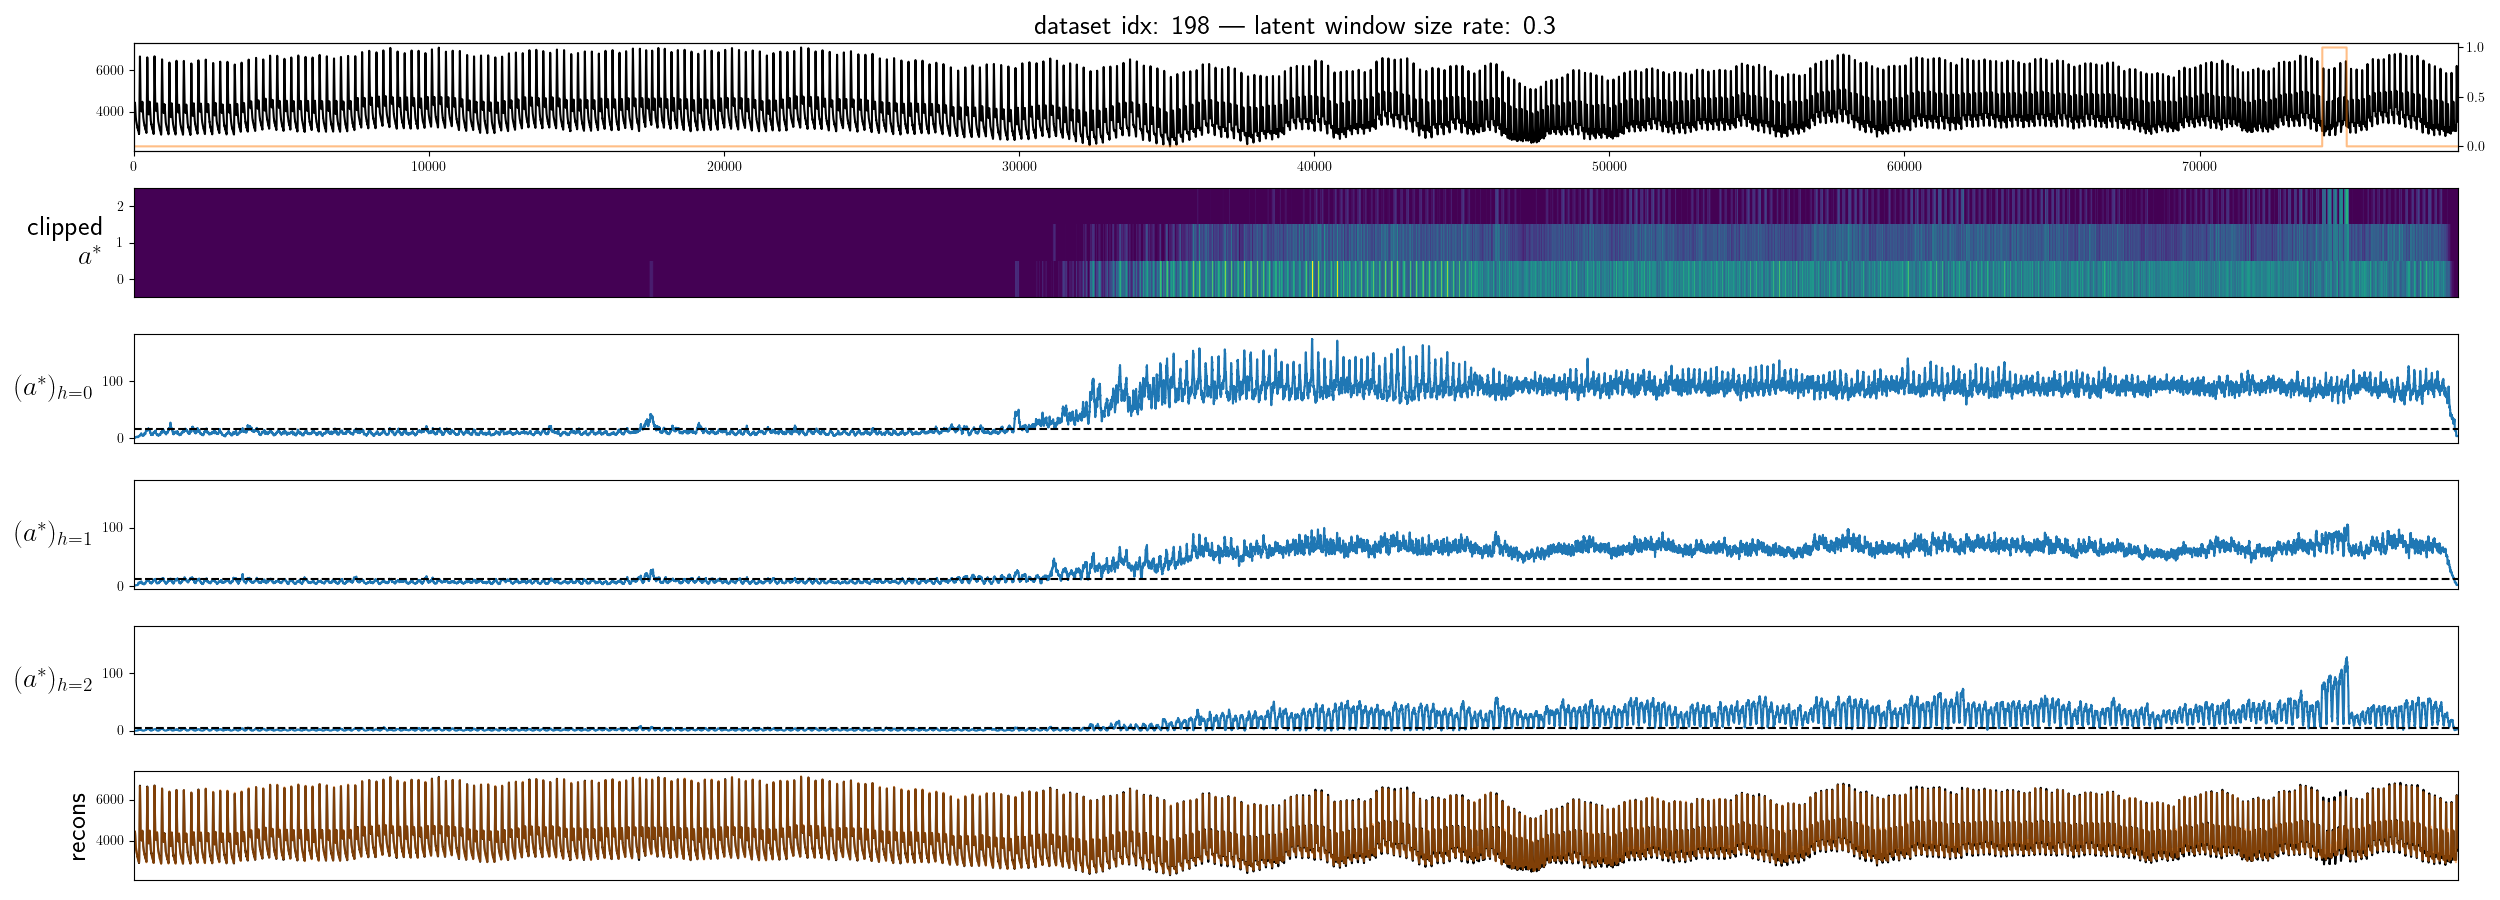 dataset idx: 198 — latent window size rate: 0.3
6000
4000
1.0
0.5
0.0
0 10000 20000 30000 40000 50000 60000 70000
clipped
a*
2
1
0
(a*)h=0
100
0
(a*)h=1
100
0
(a*)h=2
100
0
recons
6000
4000